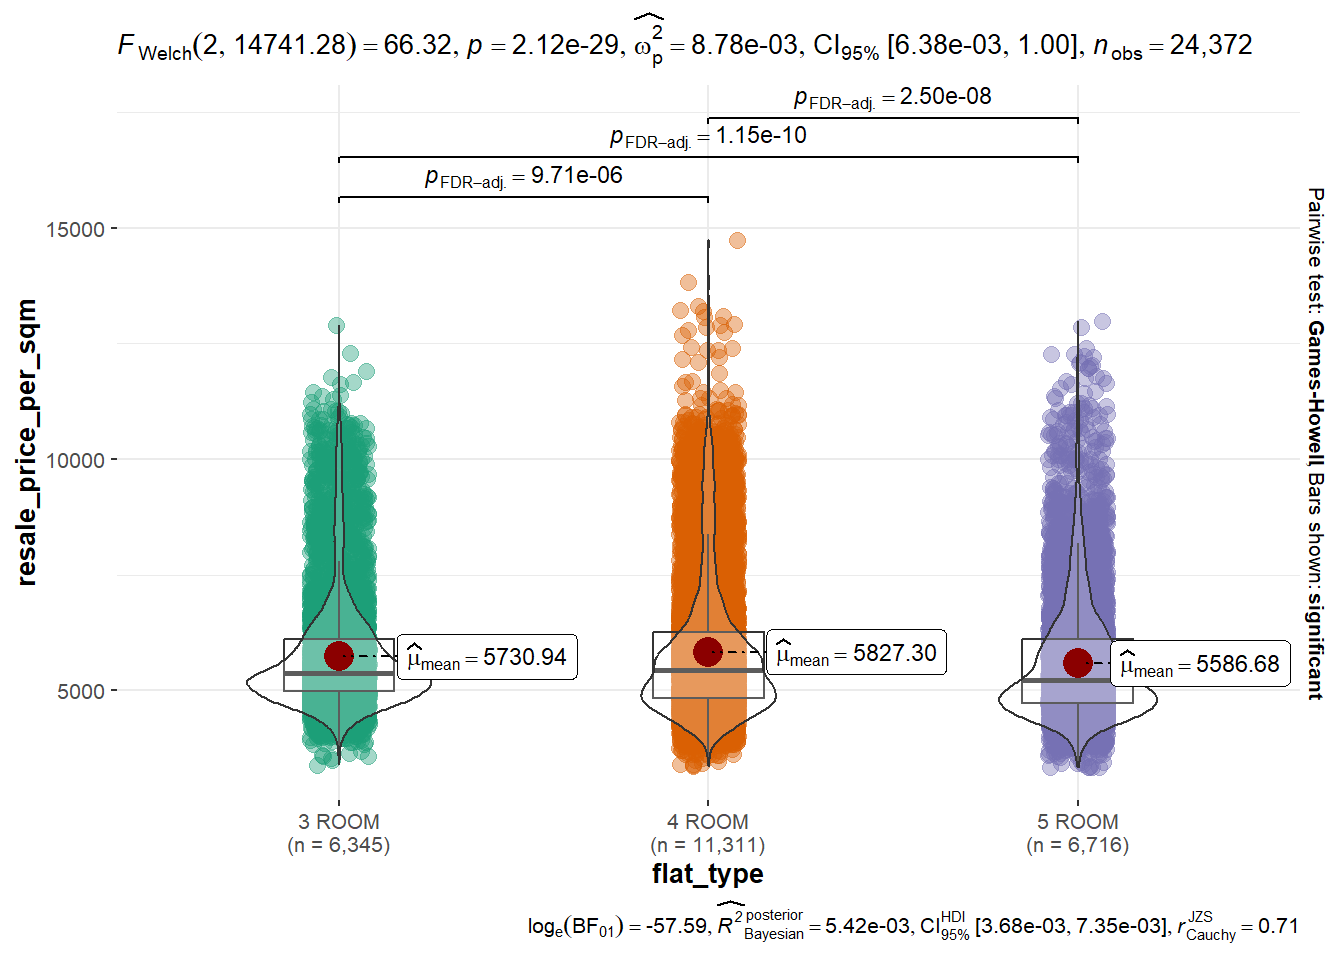 F Welch(2, 14741.28) = 66.32, p = 2.12e-29, ω̂²p = 8.78e-03, CI95% [6.38e-03, 1.00], nobs = 24,372
pFDR−adj. = 2.50e-08
pFDR−adj. = 1.15e-10
pFDR−adj. = 9.71e-06
15000
10000
5000
resale_price_per_sqm
μ̂mean = 5730.94
μ̂mean = 5827.30
μ̂mean = 5586.68
Pairwise test: Games-Howell, Bars shown: significant
3 ROOM
(n = 6,345)
4 ROOM
(n = 11,311)
5 ROOM
(n = 6,716)
flat_type
loge(BF01) = -57.59, R̂² posterior Bayesian = 5.42e-03, CI HDI 95% [3.68e-03, 7.35e-03], r JZS Cauchy = 0.71